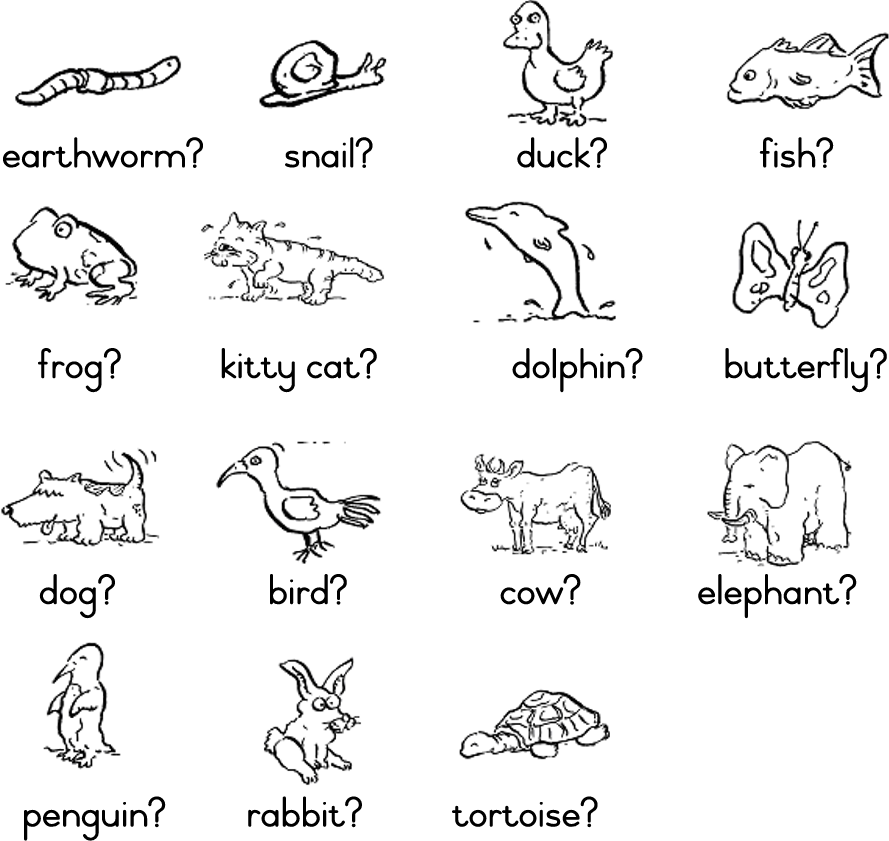 earthworm? snail? duck? fish?
frog? kitty cat? dolphin? butterfly?
dog? bird? cow? elephant?
penguin? rabbit? tortoise?